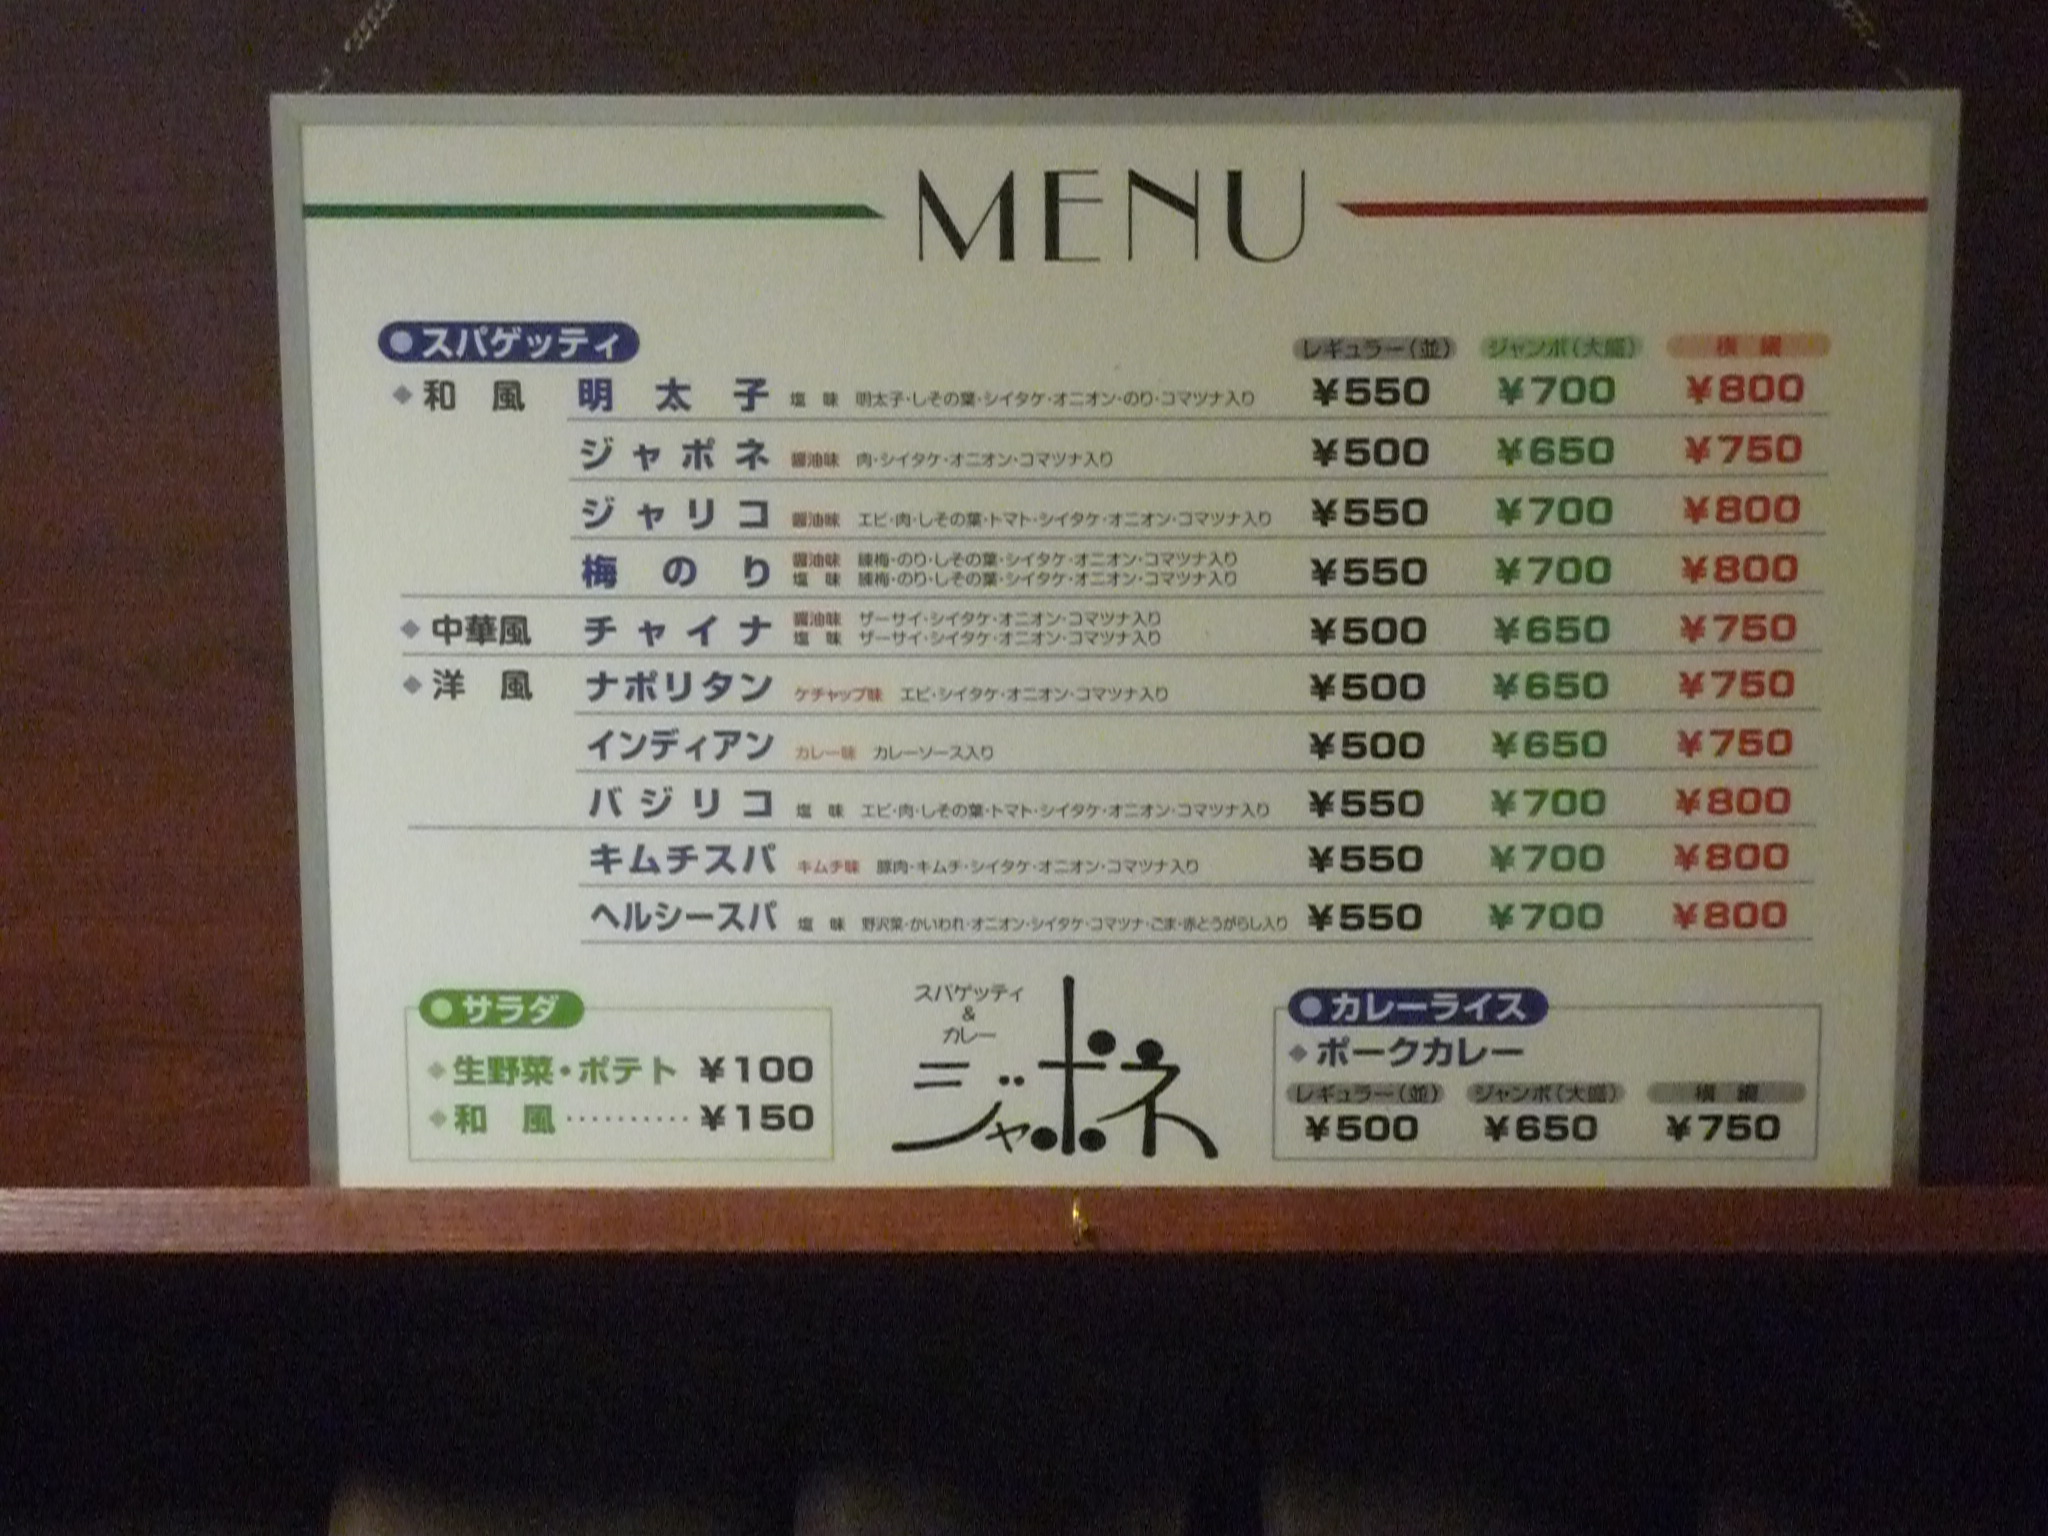 MENU
スパゲッティ レギュラー(並) ジャンボ(大盛) 横綱
和風 明太子 塩味 明太子・しその葉・シイタケ・オニオン・のり・コマツナ入り ¥550 ¥700 ¥800
ジャポネ 醤油味 肉・シイタケ・オニオン・コマツナ入り ¥500 ¥650 ¥750
ジャリコ 醤油味 エビ・肉・しその葉・トマト・シイタケ・オニオン・コマツナ入り ¥550 ¥700 ¥800
梅のり 醤油味 練梅・のり・しその葉・シイタケ・オニオン・コマツナ入り ¥550 ¥700 ¥800
塩味 練梅・のり・しその葉・シイタケ・オニオン・コマツナ入り
中華風 チャイナ 醤油味 ザーサイ・シイタケ・オニオン・コマツナ入り ¥500 ¥650 ¥750
塩味 ザーサイ・シイタケ・オニオン・コマツナ入り
洋風 ナポリタン ケチャップ味 エビ・シイタケ・オニオン・コマツナ入り ¥500 ¥650 ¥750
インディアン カレー味 カレーソース入り ¥500 ¥650 ¥750
バジリコ 塩味 エビ・肉・しその葉・トマト・シイタケ・オニオン・コマツナ入り ¥550 ¥700 ¥800
キムチスパ キムチ味 豚肉・キムチ・シイタケ・オニオン・コマツナ入り ¥550 ¥700 ¥800
ヘルシースパ 塩味 野沢菜・かいわれ・オニオン・シイタケ・コマツナ・ごま・赤とうがらし入り ¥550 ¥700 ¥800
サラダ
生野菜・ポテト ¥100
和風 ・・・・・・・・・・ ¥150
スパゲッティ
&
カレー
ジャポネ
カレーライス
ポークカレー
レギュラー(並) ジャンボ(大盛) 横綱
¥500 ¥650 ¥750